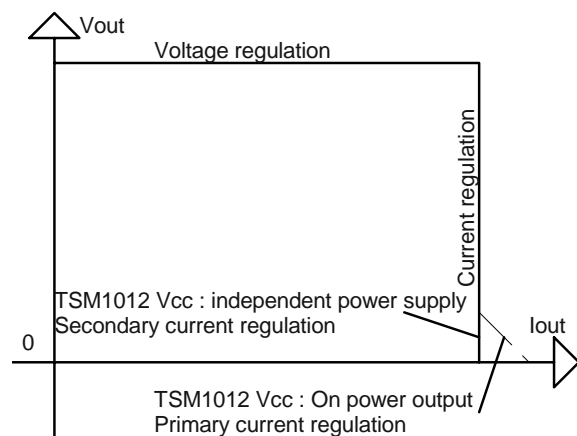 Vout
Voltage regulation
Current regulation
TSM1012 Vcc : independent power supply
Secondary current regulation
Iout
0
TSM1012 Vcc : On power output
Primary current regulation